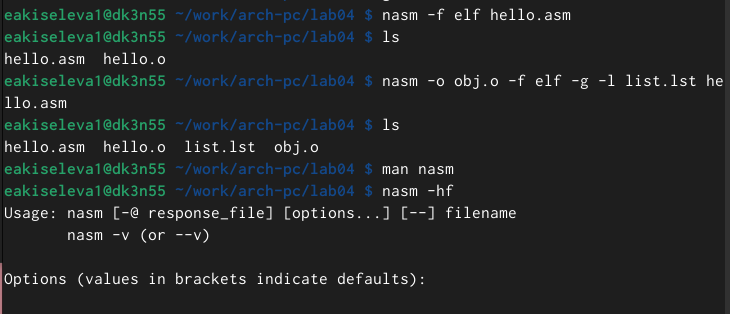 eakiseleva1@dk3n55 ~/work/arch-pc/lab04 $ nasm -f elf hello.asm
eakiseleva1@dk3n55 ~/work/arch-pc/lab04 $ ls
hello.asm  hello.o
eakiseleva1@dk3n55 ~/work/arch-pc/lab04 $ nasm -o obj.o -f elf -g -l list.lst he
llo.asm
eakiseleva1@dk3n55 ~/work/arch-pc/lab04 $ ls
hello.asm  hello.o  list.lst  obj.o
eakiseleva1@dk3n55 ~/work/arch-pc/lab04 $ man nasm
eakiseleva1@dk3n55 ~/work/arch-pc/lab04 $ nasm -hf
Usage: nasm [-@ response_file] [options...] [--] filename
       nasm -v (or --v)
Options (values in brackets indicate defaults):